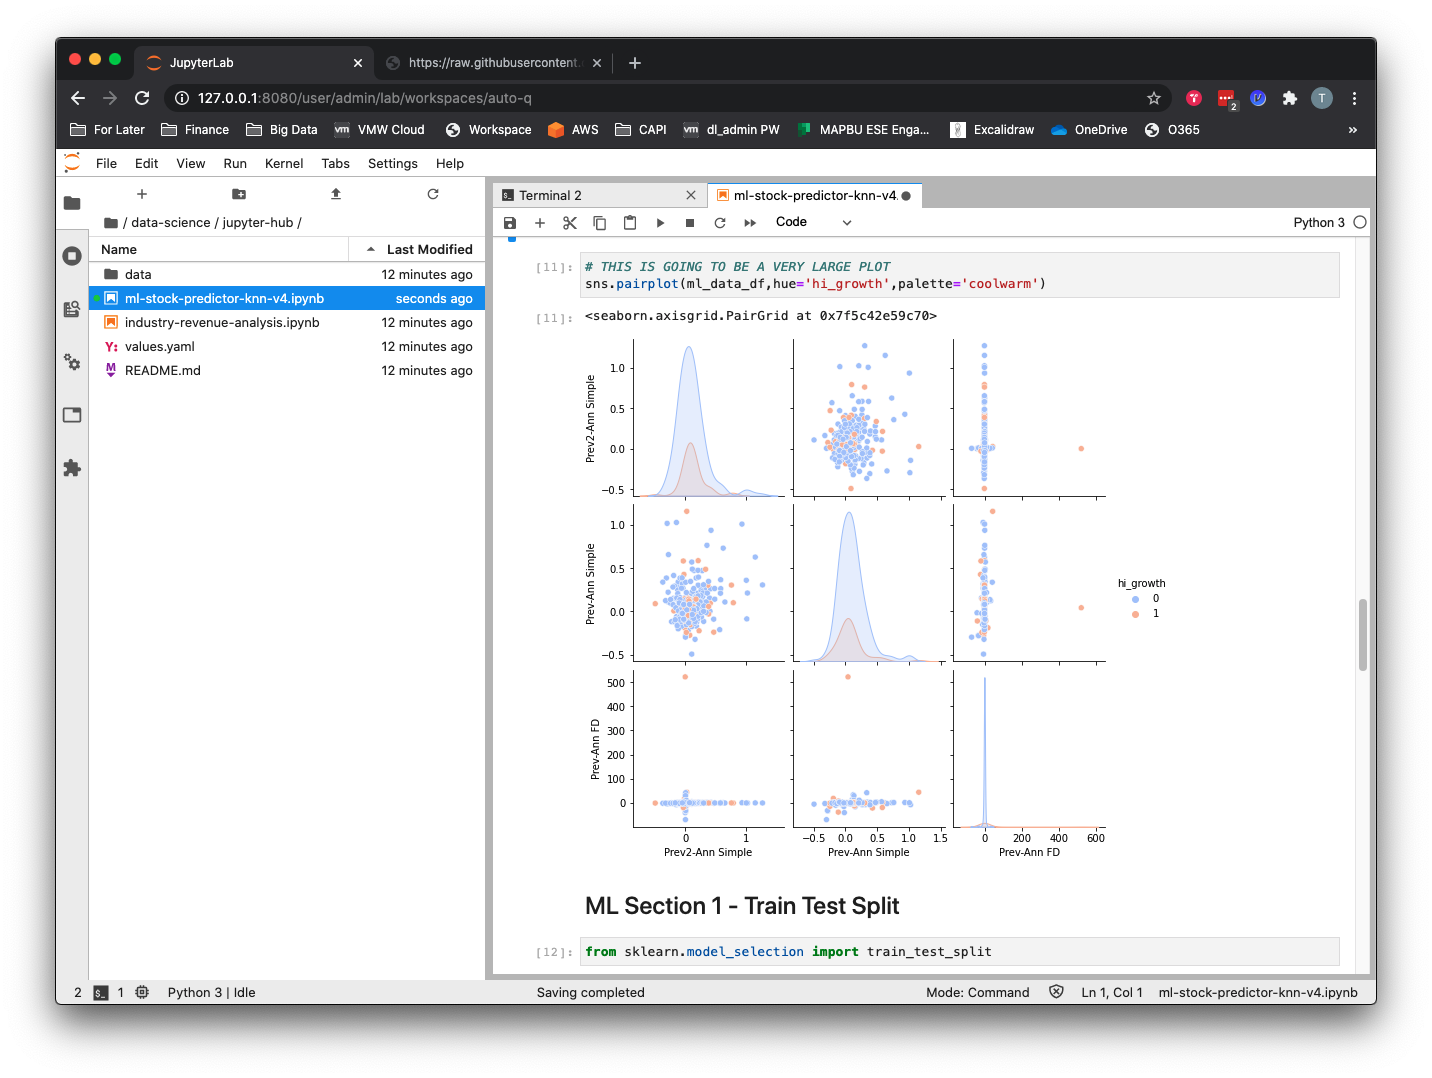 JupyterLab
https://raw.githubusercontent.
127.0.0.1:8080/user/admin/lab/workspaces/auto-q
2
T
For Later
Finance
Big Data
vm VMW Cloud
Workspace
AWS
CAPI
vm dl_admin PW
MAPBU ESE Enga...
Excalidraw
OneDrive
O365
»
File Edit View Run Kernel Tabs Settings Help
/ data-science / jupyter-hub /
Name Last Modified
data 12 minutes ago
ml-stock-predictor-knn-v4.ipynb seconds ago
industry-revenue-analysis.ipynb 12 minutes ago
Y: values.yaml 12 minutes ago
M README.md 12 minutes ago
$_ Terminal 2
ml-stock-predictor-knn-v4.
Code
Python 3
[11]: # THIS IS GOING TO BE A VERY LARGE PLOT
sns.pairplot(ml_data_df,hue='hi_growth',palette='coolwarm')
[11]: <seaborn.axisgrid.PairGrid at 0x7f5c42e59c70>
Prev2-Ann Simple
1.0
0.5
0.0
−0.5
Prev-Ann Simple
1.0
0.5
0.0
−0.5
hi_growth
0
1
Prev-Ann FD
500
400
300
200
100
0
0 1
Prev2-Ann Simple
−0.5 0.0 0.5 1.0 1.5
Prev-Ann Simple
0 200 400 600
Prev-Ann FD
ML Section 1 - Train Test Split
[12]: from sklearn.model_selection import train_test_split
2 $_ 1 Python 3 | Idle
Saving completed
Mode: Command
Ln 1, Col 1
ml-stock-predictor-knn-v4.ipynb